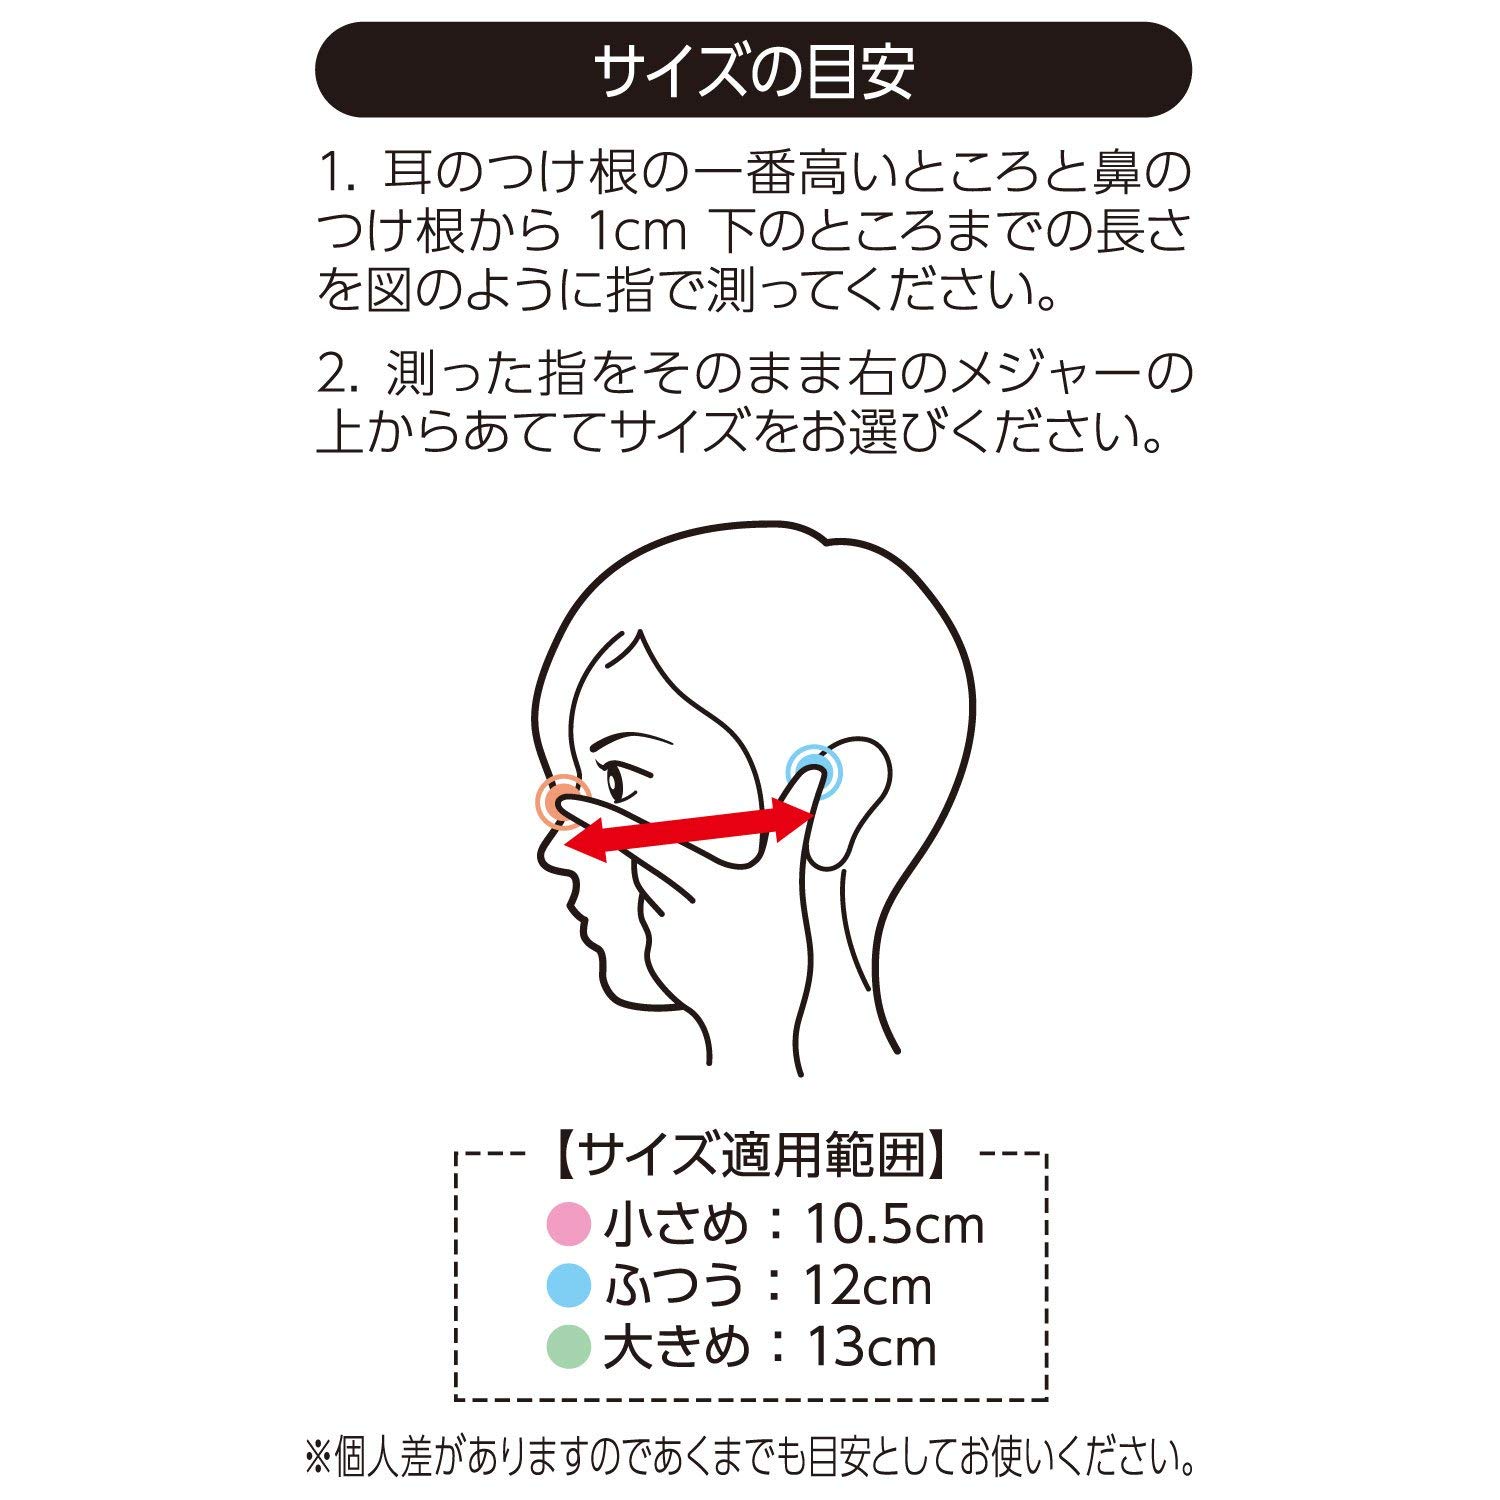 サイズの目安
1. 耳のつけ根の一番高いところと鼻の
つけ根から 1cm 下のところまでの長さ
を図のように指で測ってください。
2. 測った指をそのまま右のメジャーの
上からあててサイズをお選びください。
【サイズ適用範囲】
小さめ：10.5cm
ふつう：12cm
大きめ：13cm
※個人差がありますのであくまでも目安としてお使いください。